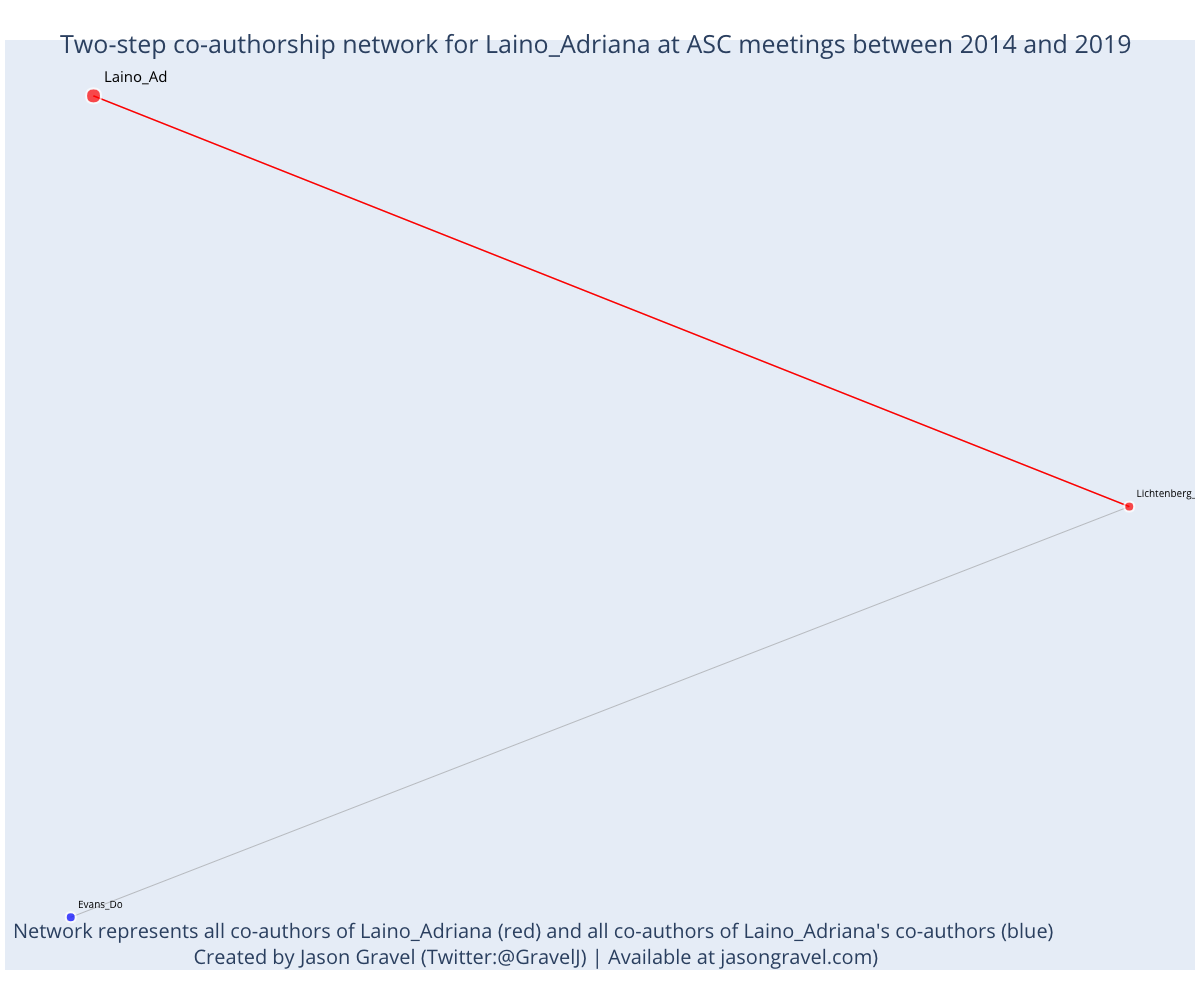 Two-step co-authorship network for Laino_Adriana at ASC meetings between 2014 and 2019
Laino_Ad
Lichtenberg_
Evans_Do
Network represents all co-authors of Laino_Adriana (red) and all co-authors of Laino_Adriana's co-authors (blue)
Created by Jason Gravel (Twitter:@GravelJ) | Available at jasongravel.com)